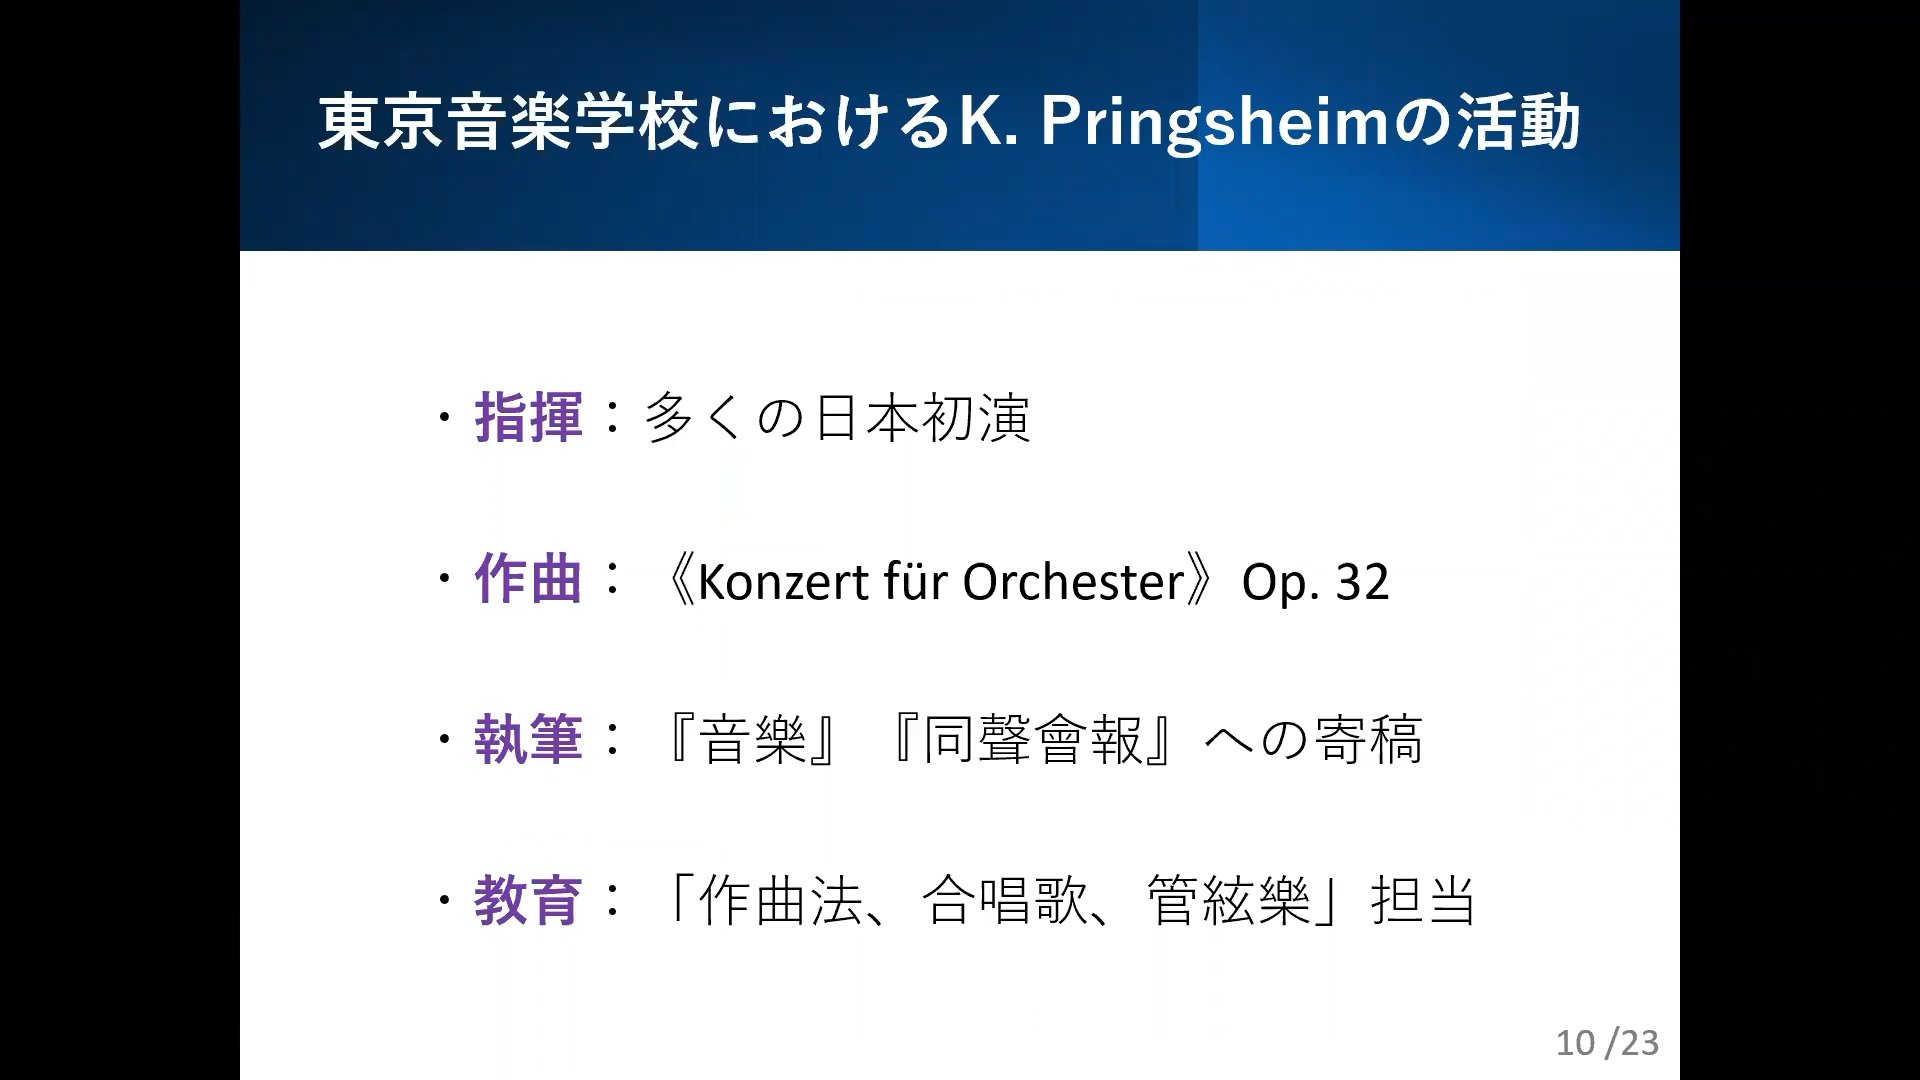 東京音楽学校におけるK. Pringsheimの活動
・指揮：多くの日本初演
・作曲：《Konzert für Orchester》Op. 32
・執筆：『音樂』『同聲會報』への寄稿
・教育：「作曲法、合唱歌、管絃樂」担当
10 /23